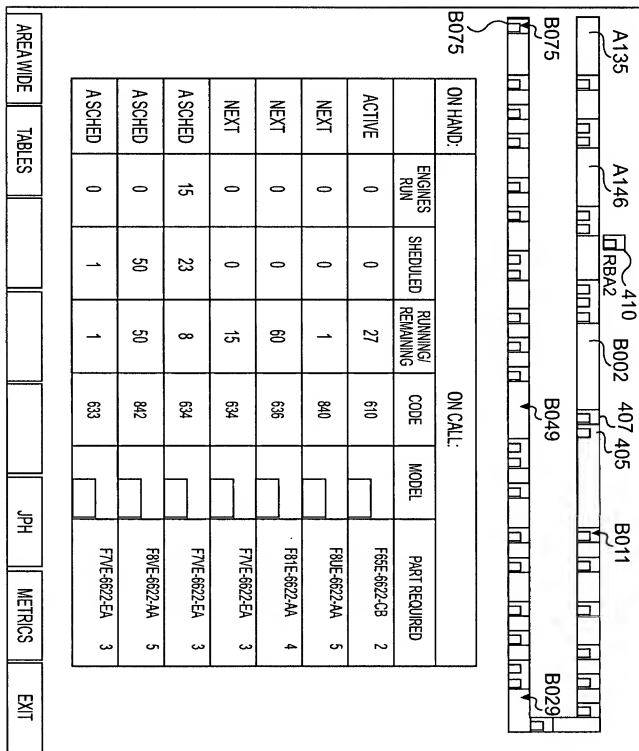 A135
A146
410
RBA2
B002
407
405
B011
B075
B075
B049
B029
ON HAND: ON CALL:
ENGINES RUN SHEDULED RUNNING/ REMAINING CODE MODEL PART REQUIRED
ACTIVE 0 0 27 610 F65E-6622-CB 2
NEXT 0 0 1 840 F8UE-6622-AA 5
NEXT 0 0 60 636 F81E-6622-AA 4
NEXT 0 0 15 634 F7VE-6622-EA 3
A SCHED 15 23 8 634 F7VE-6622-EA 3
A SCHED 0 50 50 842 F8VE-6622-AA 5
A SCHED 0 1 1 633 F7VE-6622-EA 3
AREA WIDE TABLES JPH METRICS EXIT